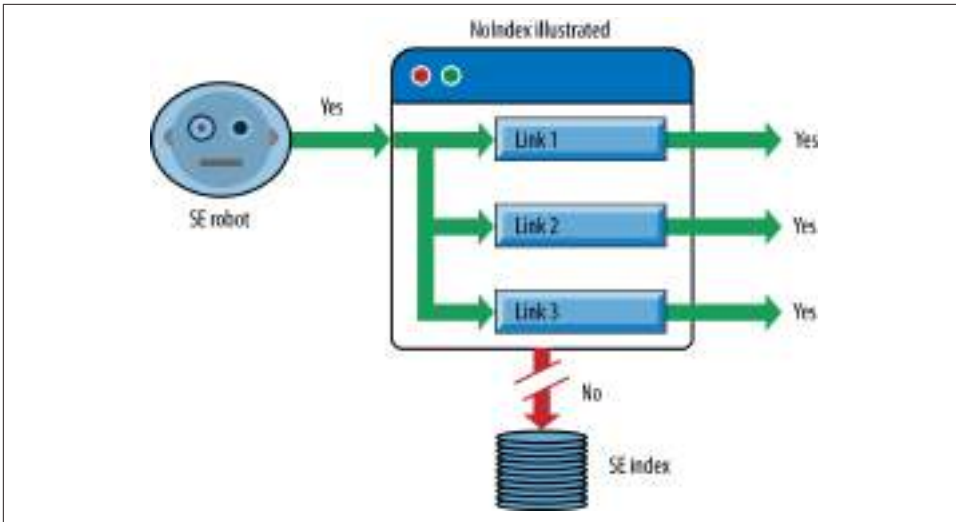 NoIndex illustrated
Yes
Link 1
Yes
SE robot
Link 2
Yes
Link 3
Yes
No
SE index